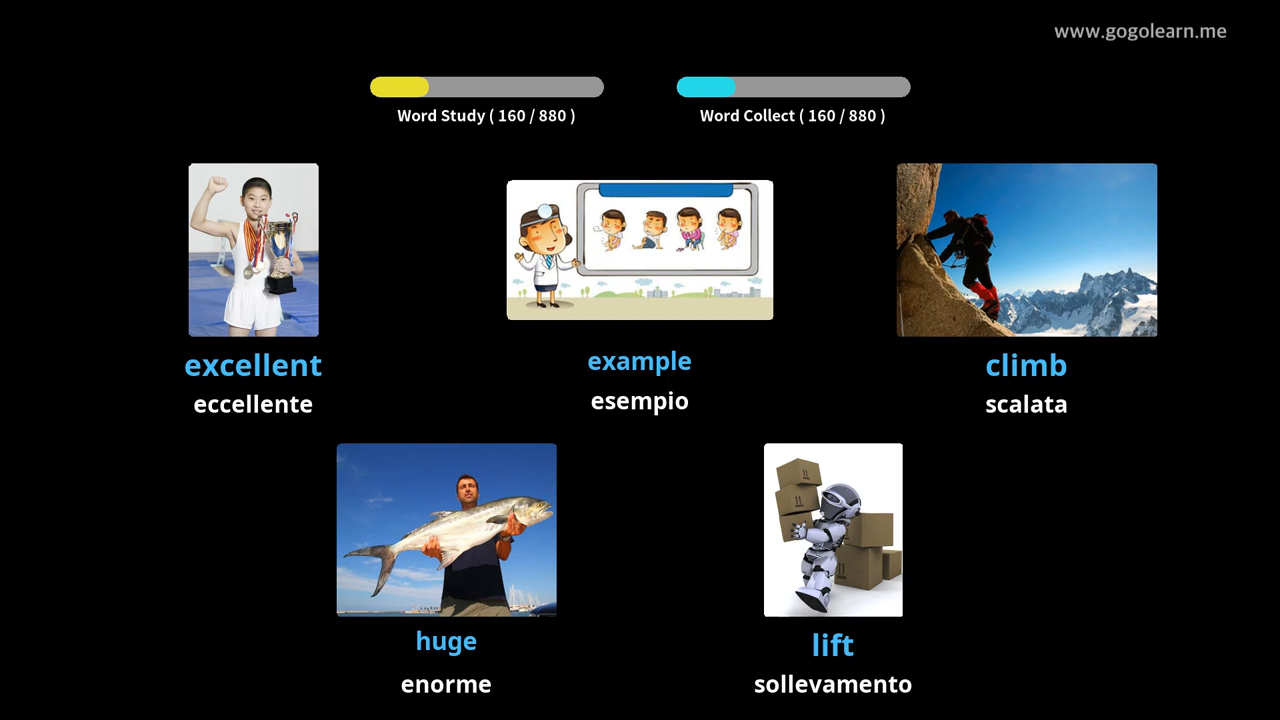 www.gogolearn.me
Word Study ( 160 / 880 )
Word Collect ( 160 / 880 )
excellent
eccellente
example
esempio
climb
scalata
huge
enorme
lift
sollevamento